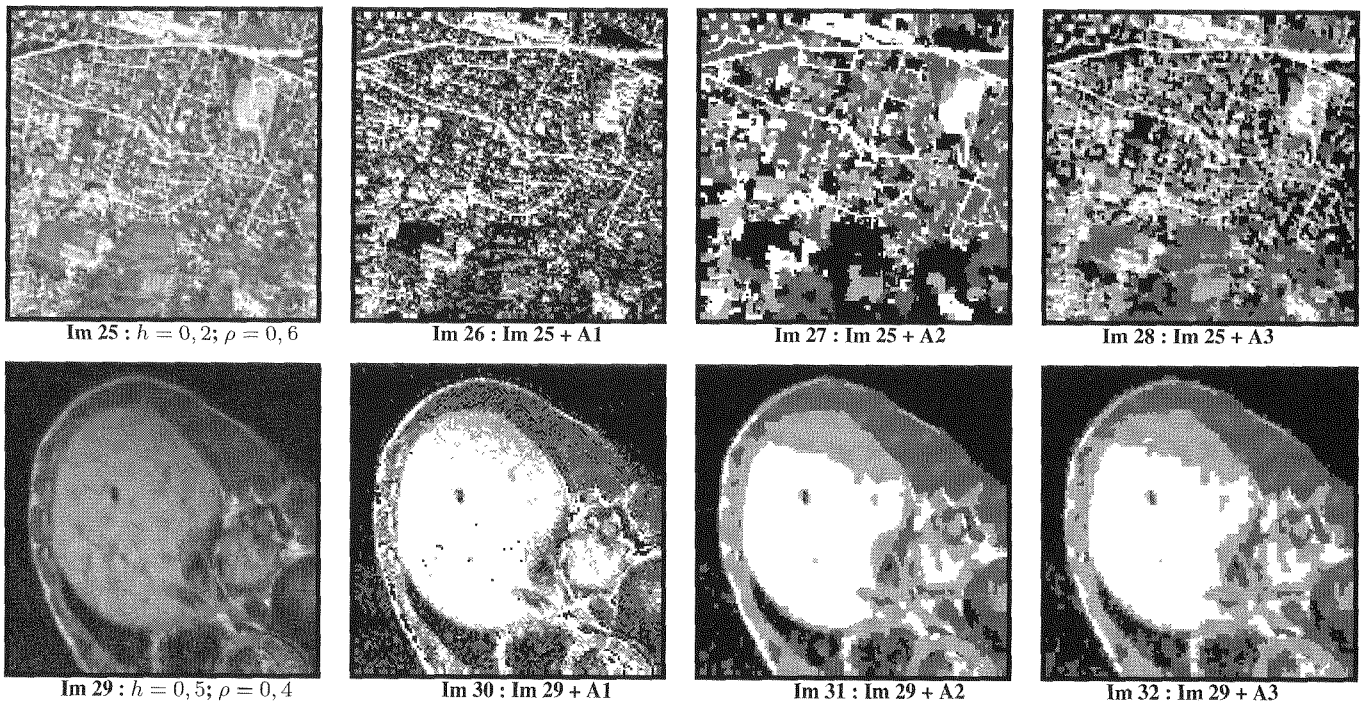 Im 25 : h = 0, 2; ρ = 0, 6
Im 26 : Im 25 + A1
Im 27 : Im 25 + A2
Im 28 : Im 25 + A3
Im 29 : h = 0, 5; ρ = 0, 4
Im 30 : Im 29 + A1
Im 31 : Im 29 + A2
Im 32 : Im 29 + A3